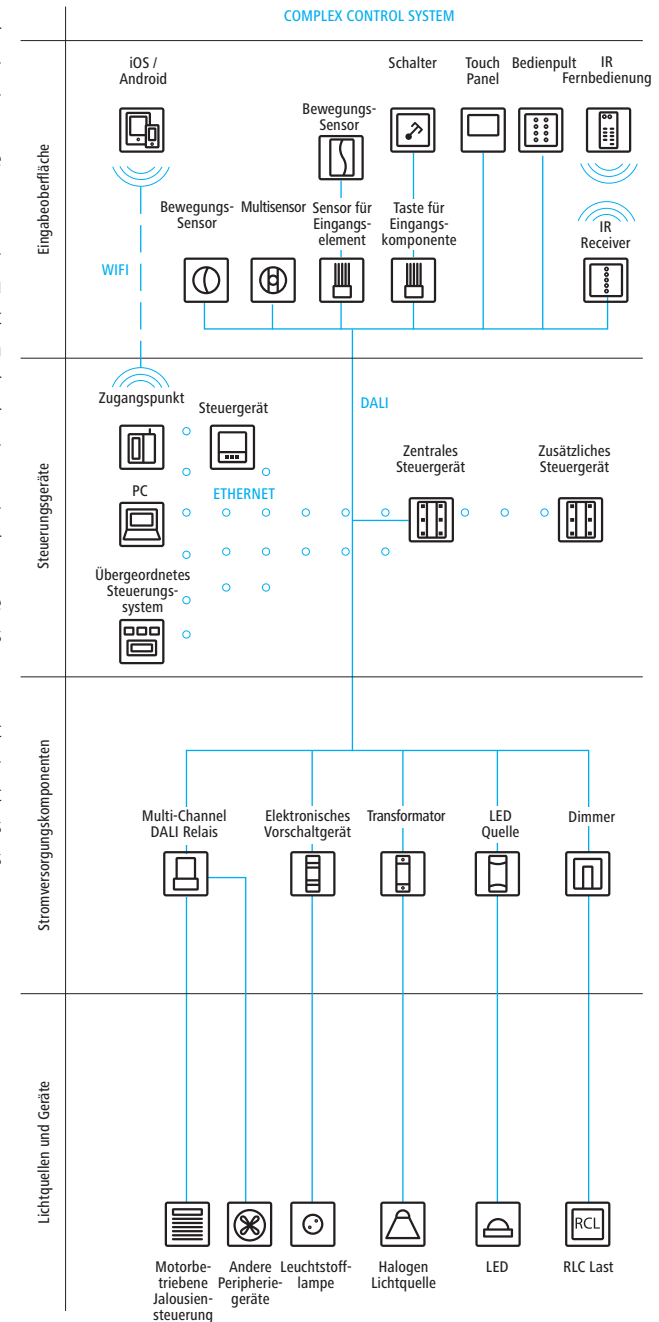 COMPLEX CONTROL SYSTEM
Eingabeoberfläche
iOS /
Android
Schalter
Touch
Panel
Bedienpult
IR
Fernbedienung
Bewegungs-
Sensor
Bewegungs-
Sensor
Multisensor
Sensor für
Eingangs-
element
Taste für
Eingangs-
komponente
IR
Receiver
WIFI
Steuerungsgeräte
Zugangspunkt
Steuergerät
DALI
Zentrales
Steuergerät
Zusätzliches
Steuergerät
PC
ETHERNET
Übergeordnetes
Steuerungs-
system
Stromversorgungskomponenten
Multi-Channel
DALI Relais
Elektronisches
Vorschaltgerät
Transformator
LED
Quelle
Dimmer
Lichtquellen und Geräte
RCL
Motorbe-
triebene
Jalousien-
steuerung
Andere
Peripherie-
geräte
Leuchtstoff-
lampe
Halogen
Lichtquelle
LED
RLC Last